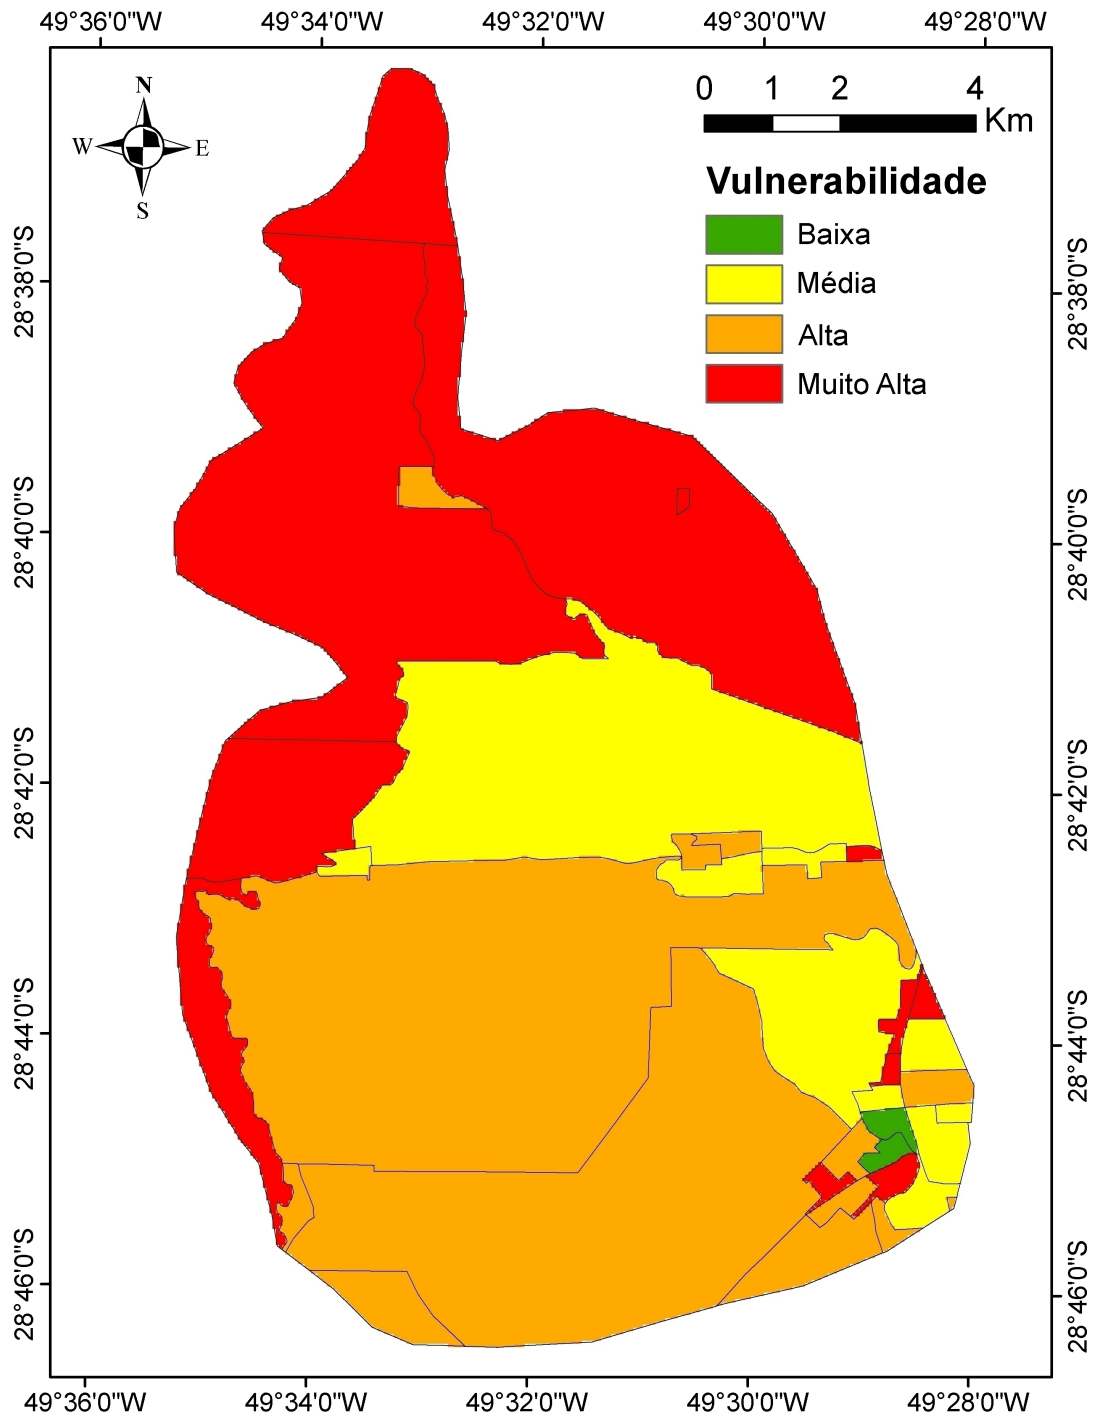 49°36'0"W 49°34'0"W 49°32'0"W 49°30'0"W 49°28'0"W
N
W E
S
0 1 2 4
Km
Vulnerabilidade
Baixa
Média
Alta
Muito Alta
28°38'0"S 28°38'0"S
28°40'0"S 28°40'0"S
28°42'0"S 28°42'0"S
28°44'0"S 28°44'0"S
28°46'0"S 28°46'0"S
49°36'0"W 49°34'0"W 49°32'0"W 49°30'0"W 49°28'0"W